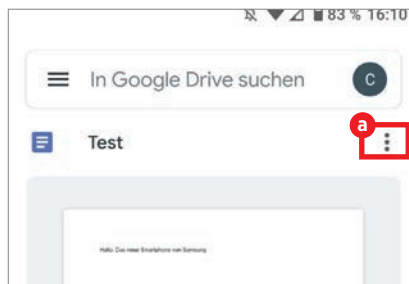 83 % 16:10
In Google Drive suchen
C
a
Test
Hallo. Das neue Smartphone von Samsung